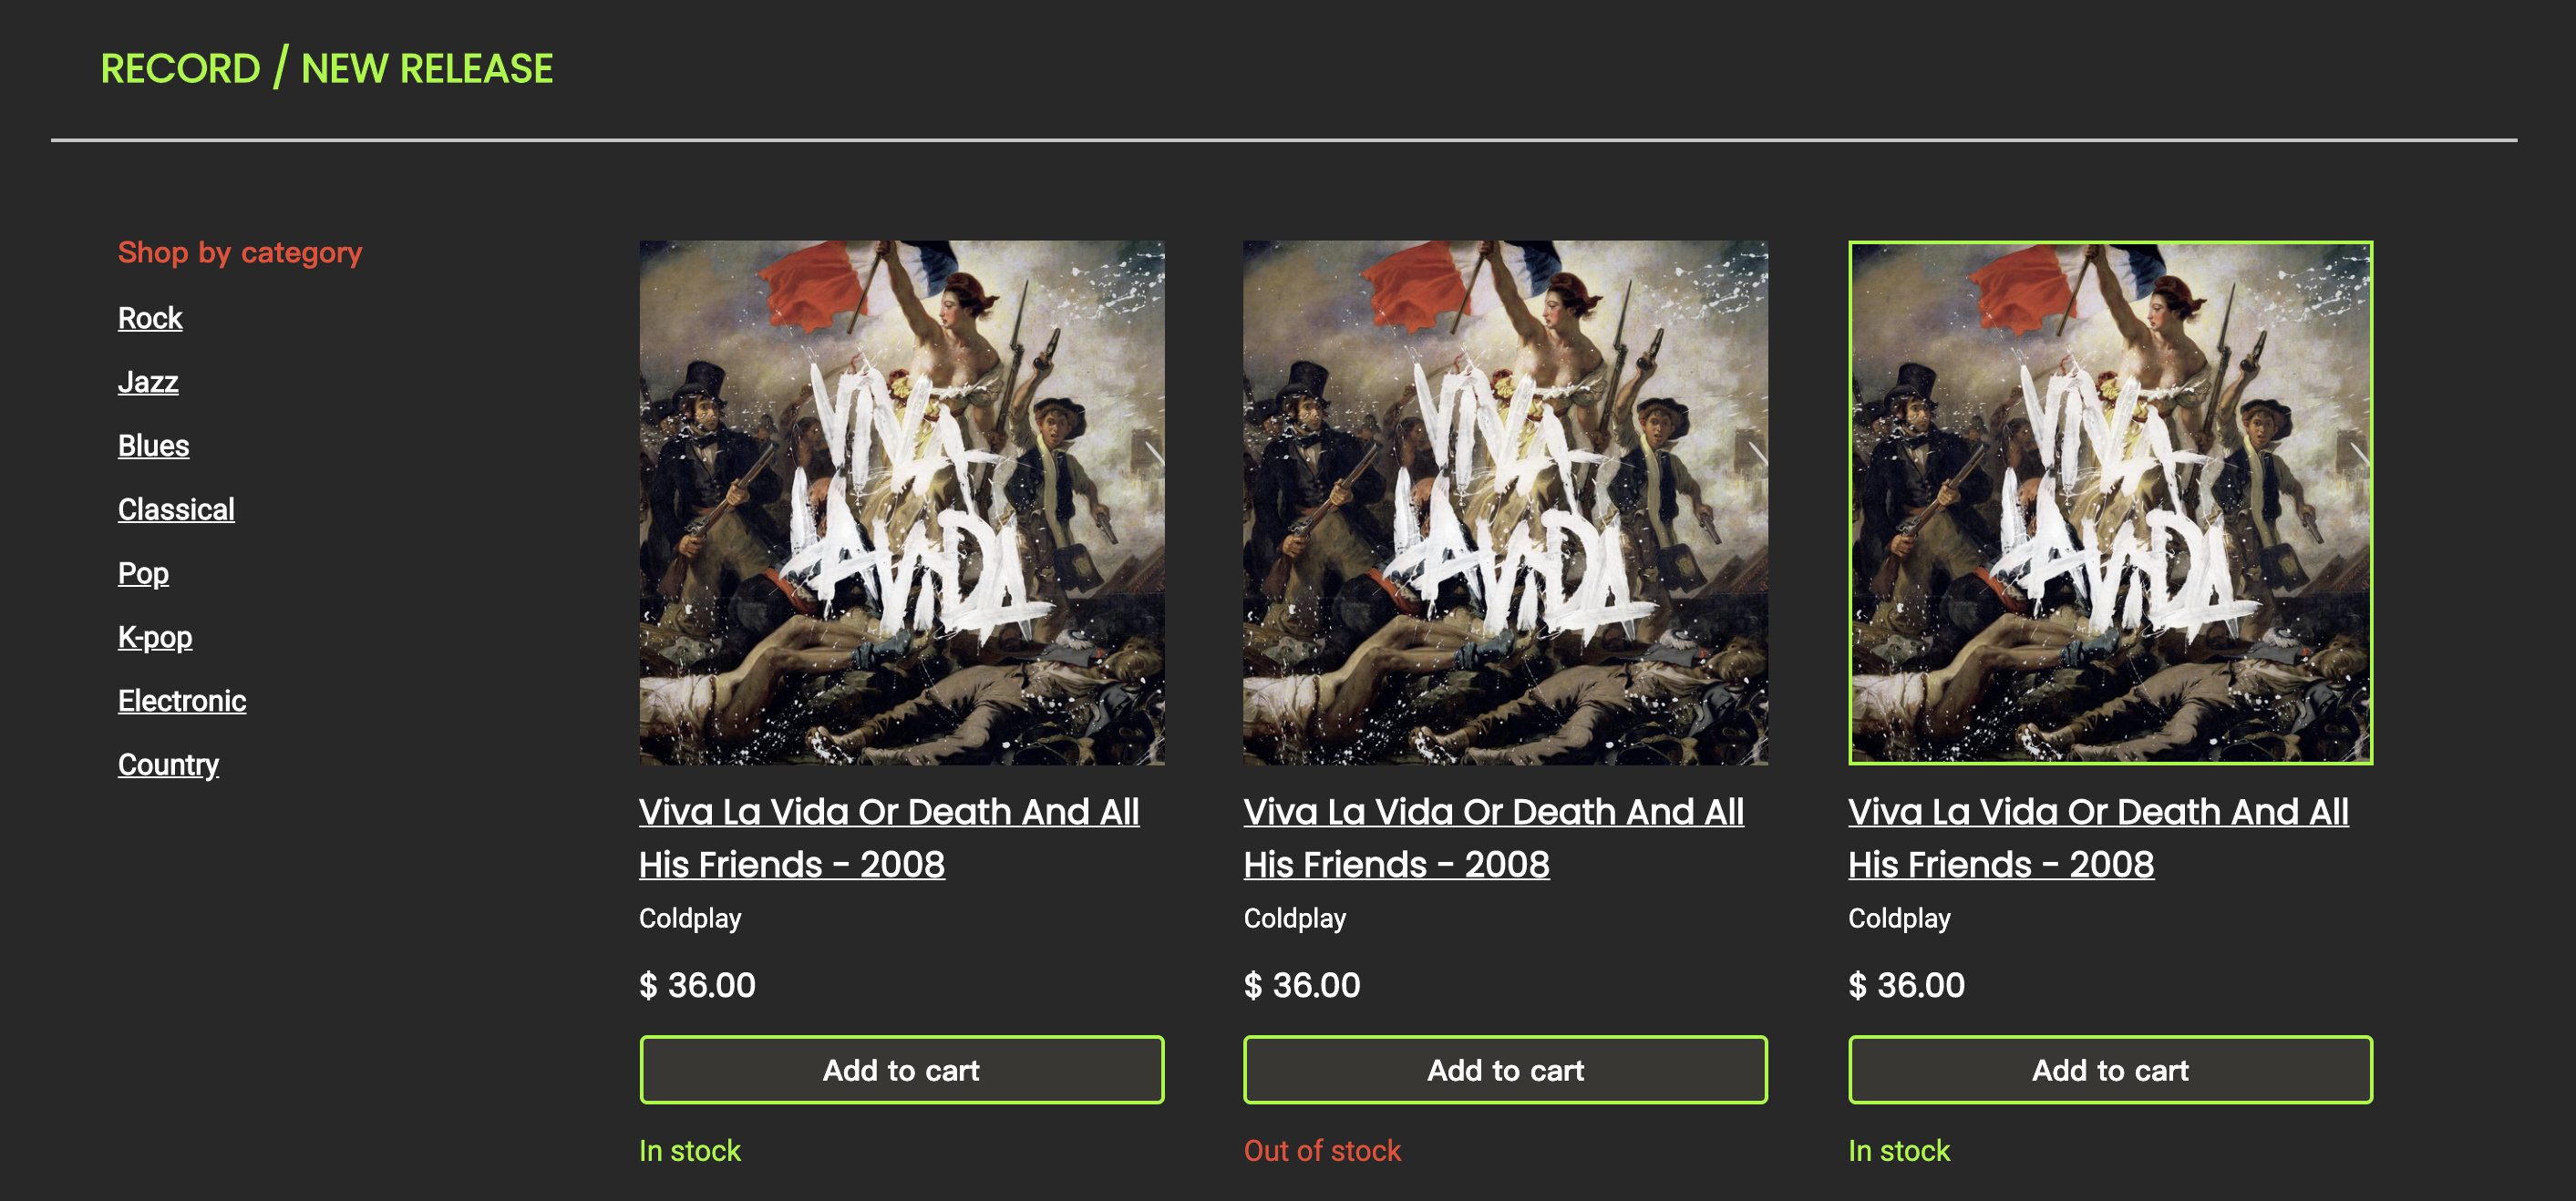 RECORD / NEW RELEASE
Shop by category
Rock
Jazz
Blues
Classical
Pop
K-pop
Electronic
Country
VIVA
LA VIDA
Viva La Vida Or Death And All
His Friends - 2008
Coldplay
$ 36.00
Add to cart
In stock
VIVA
LA VIDA
Viva La Vida Or Death And All
His Friends - 2008
Coldplay
$ 36.00
Add to cart
Out of stock
VIVA
LA VIDA
Viva La Vida Or Death And All
His Friends - 2008
Coldplay
$ 36.00
Add to cart
In stock